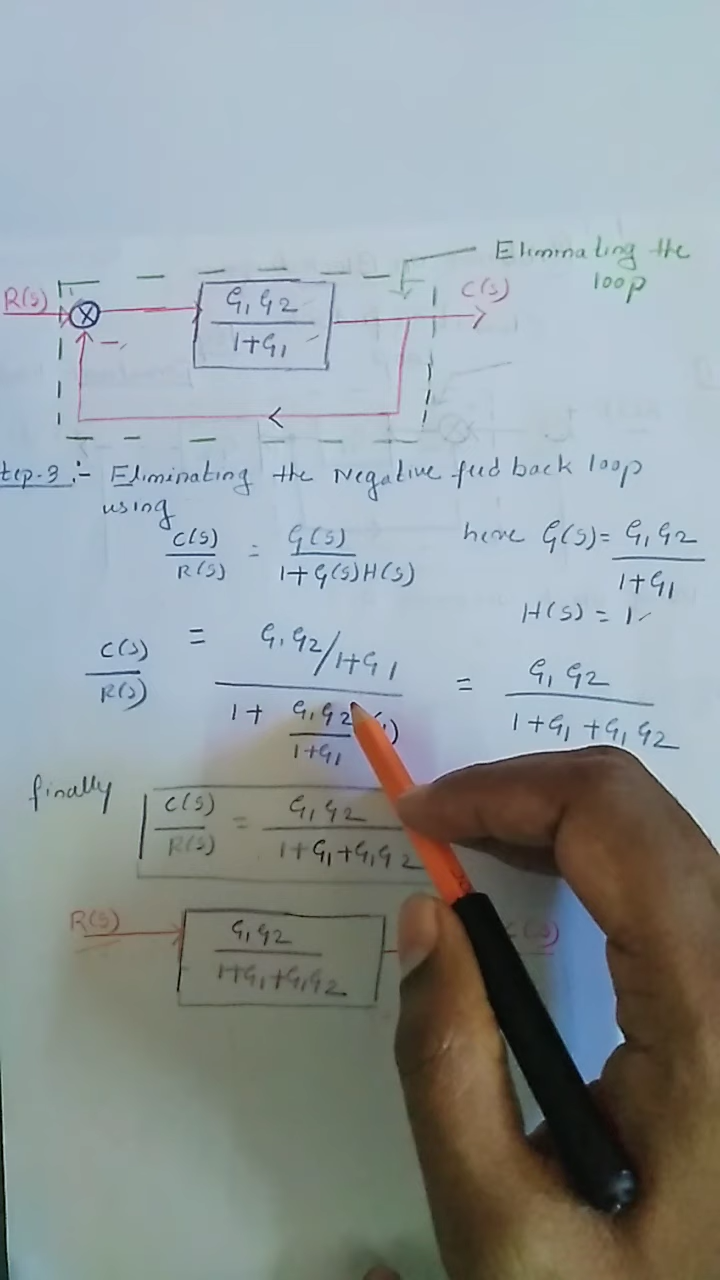 Eliminating the
loop
R(s) G1G2 / 1+G1 C(s)
−
tep-3 :- Eliminating the Negative feed back loop
using
C(s)/R(s) = G(s) / 1+G(s)H(s) here G(s) = G1G2 / 1+G1
H(s) = 1
C(s)/R(s) = G1G2/1+G1 / 1 + G1G2/1+G1 (1) = G1G2 / 1+G1+G1G2
finally
C(s)/R(s) = G1G2 / 1+G1+G1G2
R(s) G1G2 / 1+G1+G1G2 C(s)